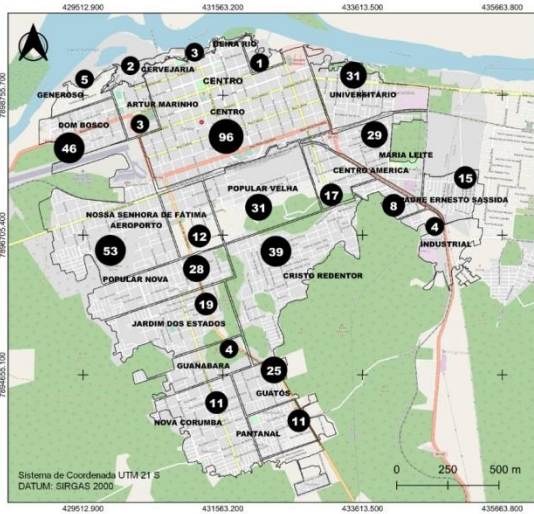 429512.900 431563.200 433613.500 435663.800
7898755.700
7896705.400
7894655.100
BEIRA RIO
3
1
2
CERVEJARIA
5
CENTRO
31
GENEROSO
UNIVERSITÁRIO
ARTUR MARINHO
CENTRO
DOM BOSCO
3
96
29
46
MARIA LEITE
CENTRO AMERICA
15
POPULAR VELHA
17
PADRE ERNESTO SASSIDA
31
8
NOSSA SENHORA DE FÁTIMA
AEROPORTO
12
4
INDUSTRIAL
53
39
28
POPULAR NOVA
CRISTO REDENTOR
19
JARDIM DOS ESTADOS
4
GUANABARA
25
GUATÓS
11
NOVA CORUMBA
11
PANTANAL
Sistema de Coordenada UTM 21 S
DATUM: SIRGAS 2000
0 250 500 m
429512.900 431563.200 433613.500 435663.800